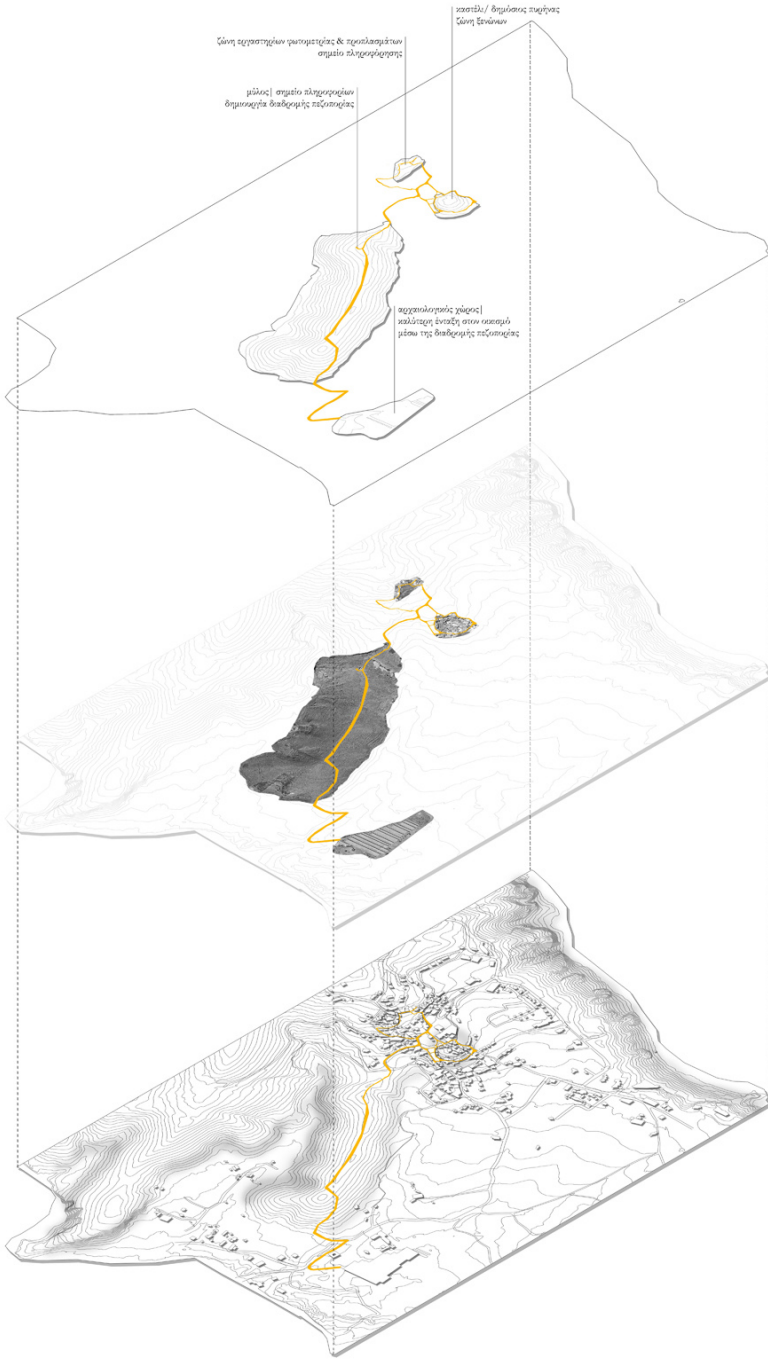 καστέλι/ δημόσιος πυρήνας
ζώνη ξενώνων
ζώνη εργαστηρίων φωτομετρίας & προπλασμάτων
σημείο πληροφόρησης
μύλος| σημείο πληροφορίων
δημιουργία διαδρομής πεζοπορίας
αρχαιολογικός χώρος|
καλύτερη ένταξη στον οικισμό
μέσω της διαδρομής πεζοπορίας